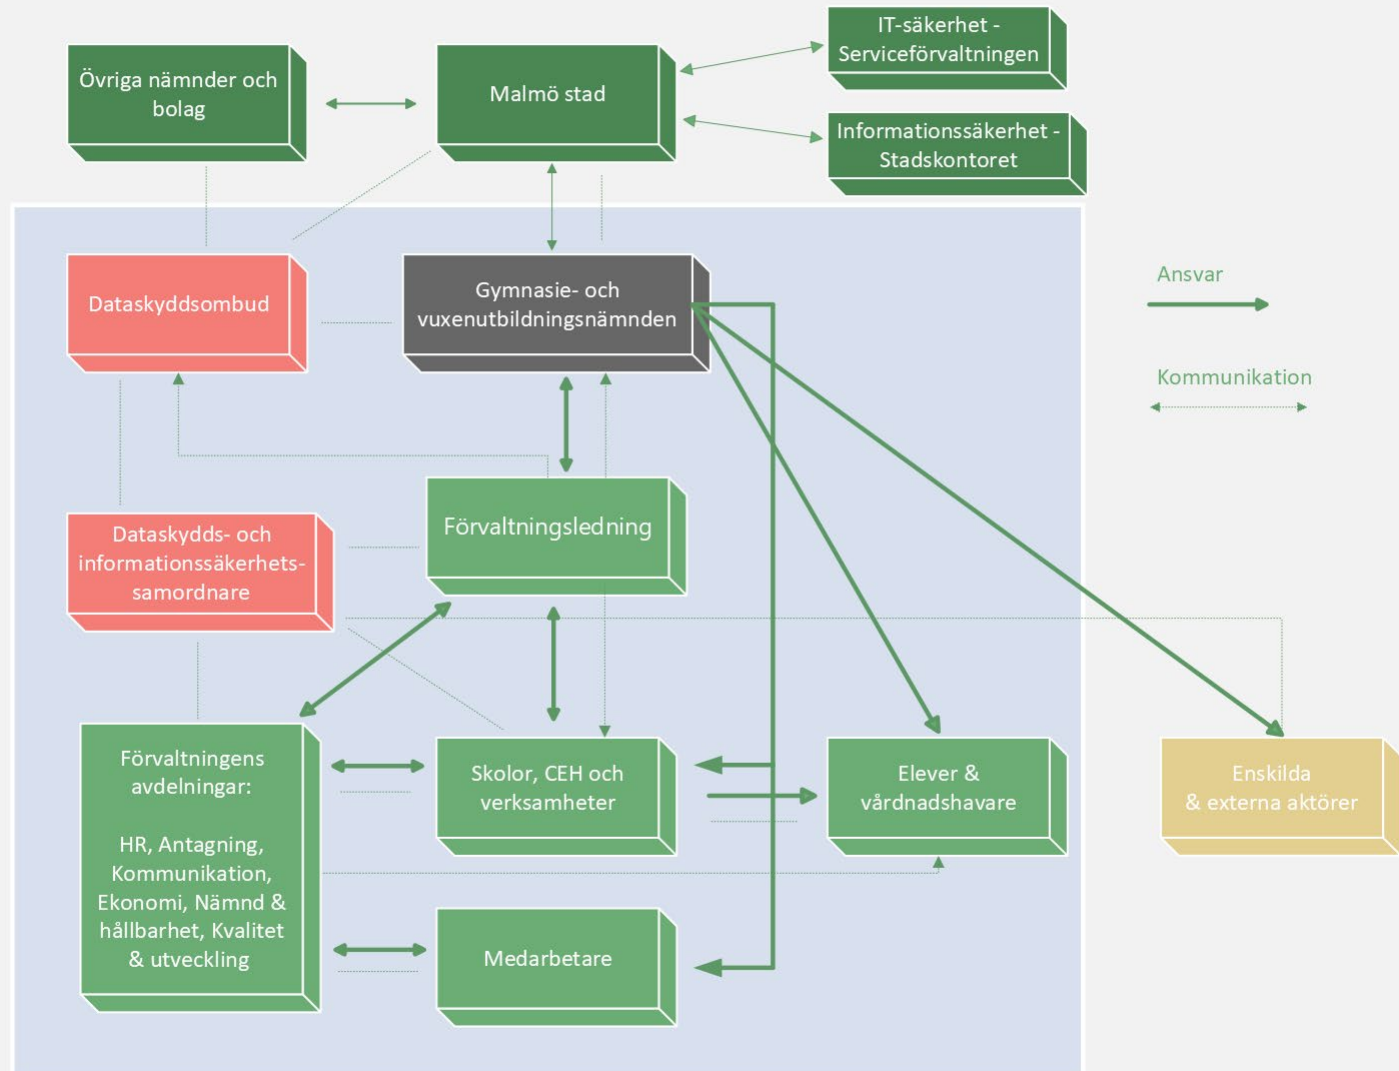 Övriga nämnder och
bolag
Malmö stad
IT-säkerhet -
Serviceförvaltningen
Informationssäkerhet -
Stadskontoret
Dataskyddsombud
Gymnasie- och
vuxenutbildningsnämnden
Ansvar
Kommunikation
Dataskydds- och
informationssäkerhets-
samordnare
Förvaltningsledning
Förvaltningens
avdelningar:
HR, Antagning,
Kommunikation,
Ekonomi, Nämnd &
hållbarhet, Kvalitet
& utveckling
Skolor, CEH och
verksamheter
Elever &
vårdnadshavare
Enskilda
& externa aktörer
Medarbetare